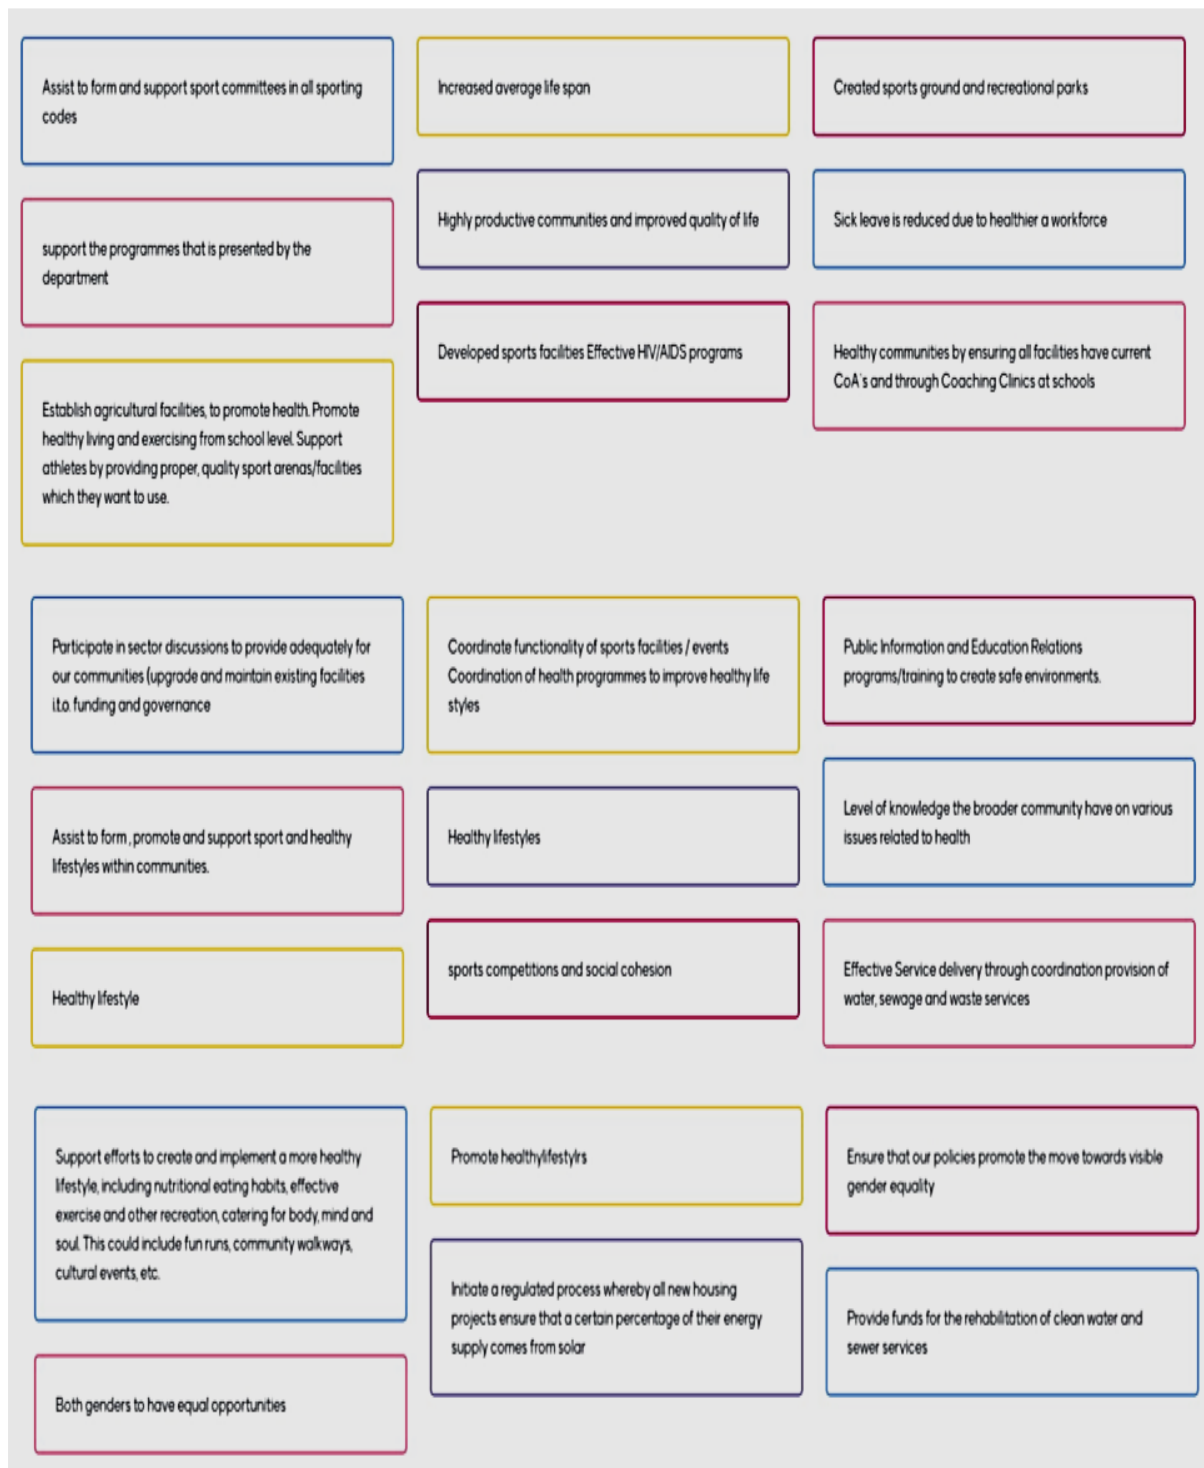 Assist to form and support sport committees in all sporting
codes
support the programmes that is presented by the
department
Establish agricultural facilities, to promote health. Promote
healthy living and exercising from school level. Support
athletes by providing proper, quality sport arenas/facilities
which they want to use.
Increased average life span
Highly productive communities and improved quality of life
Developed sports facilities Effective HIV/AIDS programs
Created sports ground and recreational parks
Sick leave is reduced due to healthier a workforce
Healthy communities by ensuring all facilities have current
CoA's and through Coaching Clinics at schools
Participate in sector discussions to provide adequately for
our communities (upgrade and maintain existing facilities
i.t.o. funding and governance
Assist to form , promote and support sport and healthy
lifestyles within communities.
Healthy lifestyle
Coordinate functionality of sports facilities / events
Coordination of health programmes to improve healthy life
styles
Healthy lifestyles
sports competitions and social cohesion
Public Information and Education Relations
programs/training to create safe environments.
Level of knowledge the broader community have on various
issues related to health
Effective Service delivery through coordination provision of
water, sewage and waste services
Support efforts to create and implement a more healthy
lifestyle, including nutritional eating habits, effective
exercise and other recreation, catering for body, mind and
soul. This could include fun runs, community walkways,
cultural events, etc.
Both genders to have equal opportunities
Promote healthylifestylrs
Initiate a regulated process whereby all new housing
projects ensure that a certain percentage of their energy
supply comes from solar
Ensure that our policies promote the move towards visible
gender equality
Provide funds for the rehabilitation of clean water and
sewer services